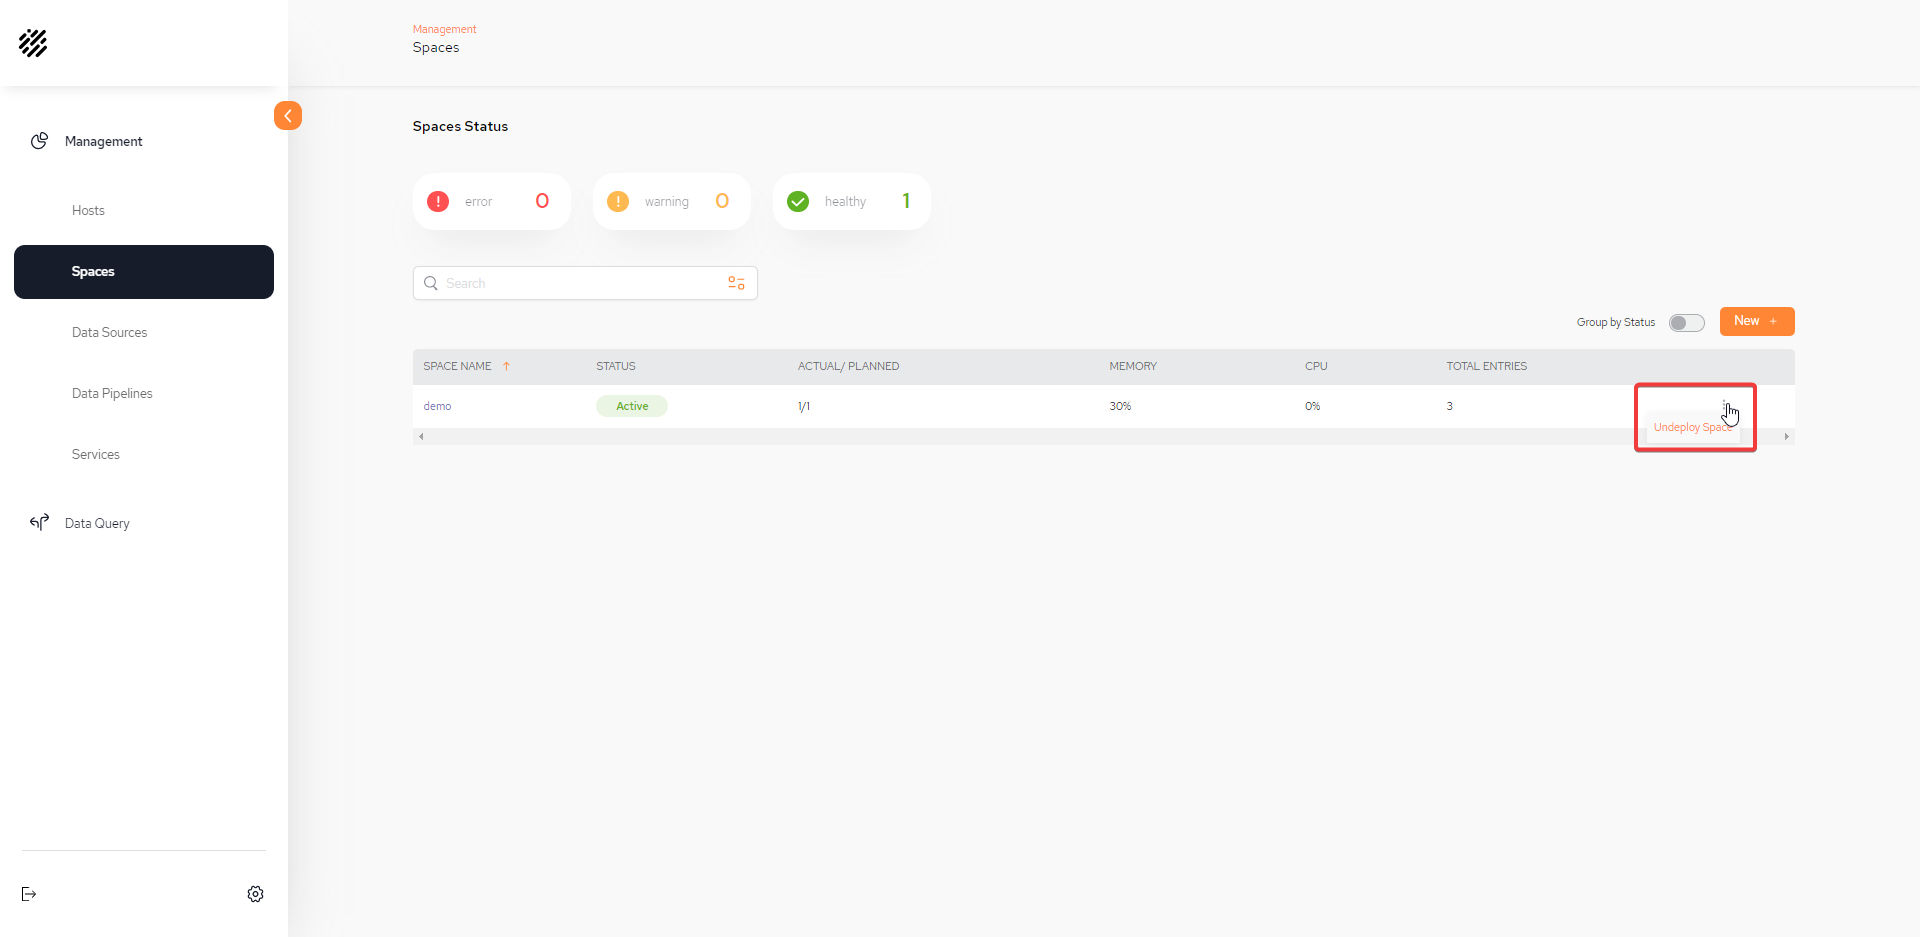 Management
Spaces
Management
Hosts
Spaces
Data Sources
Data Pipelines
Services
Data Query
Spaces Status
error 0
warning 0
healthy 1
Search
Group by Status
New +
SPACE NAME STATUS ACTUAL/ PLANNED MEMORY CPU TOTAL ENTRIES
demo Active 1/1 30% 0% 3
Undeploy Space